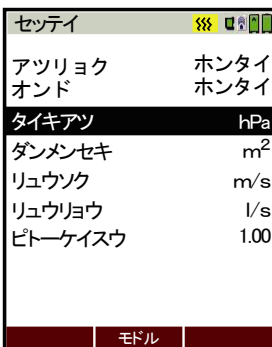 セッテイ
アツリョク ホンタイ
オンド ホンタイ
タイキアツ hPa
ダンメンセキ m²
リュウソク m/s
リュウリョウ l/s
ピトーケイスウ 1.00
モドル